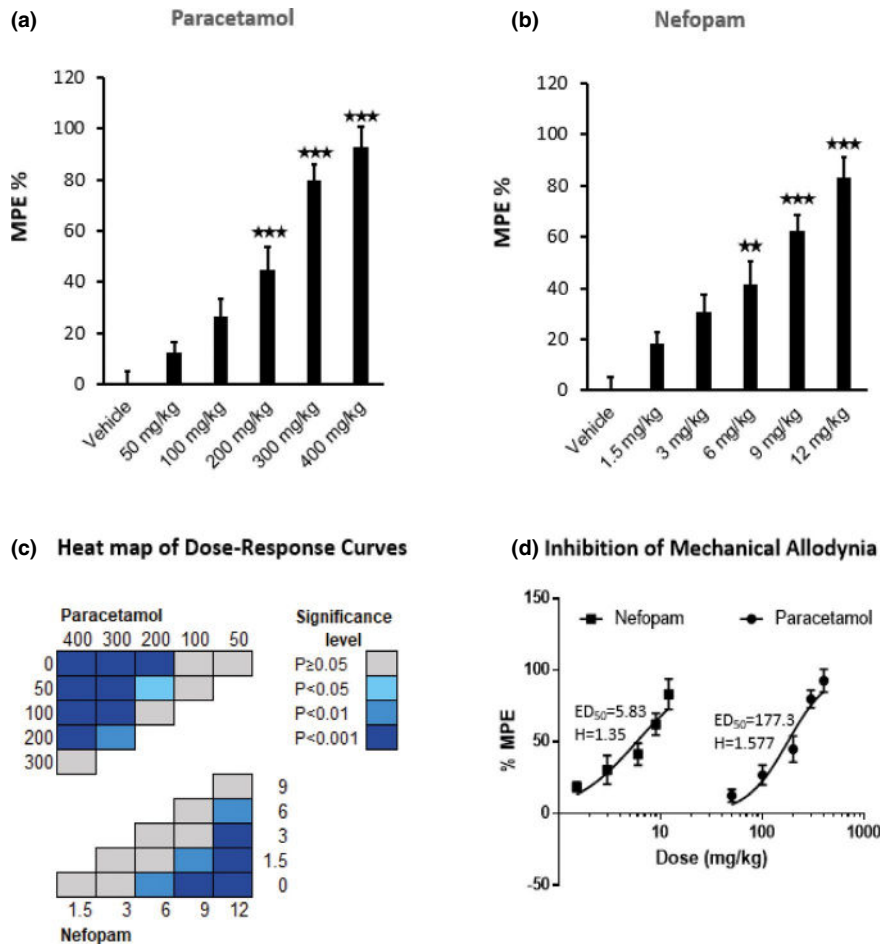 (a) Paracetamol
MPE %
120
100
80
60
40
20
0
★★★
★★★
★★★
Vehicle
50 mg/kg
100 mg/kg
200 mg/kg
300 mg/kg
400 mg/kg
(b) Nefopam
MPE %
120
100
80
60
40
20
0
★★
★★★
★★★
Vehicle
1.5 mg/kg
3 mg/kg
6 mg/kg
9 mg/kg
12 mg/kg
(c) Heat map of Dose-Response Curves
Paracetamol
400 300 200 100 50
0
50
100
200
300
Significance
level
P≥0.05
P<0.05
P<0.01
P<0.001
9
6
3
1.5
0
1.5 3 6 9 12
Nefopam
(d) Inhibition of Mechanical Allodynia
Nefopam Paracetamol
% MPE
150
100
50
0
-50
ED50=5.83
H=1.35
ED50=177.3
H=1.577
10 100 1000
Dose (mg/kg)